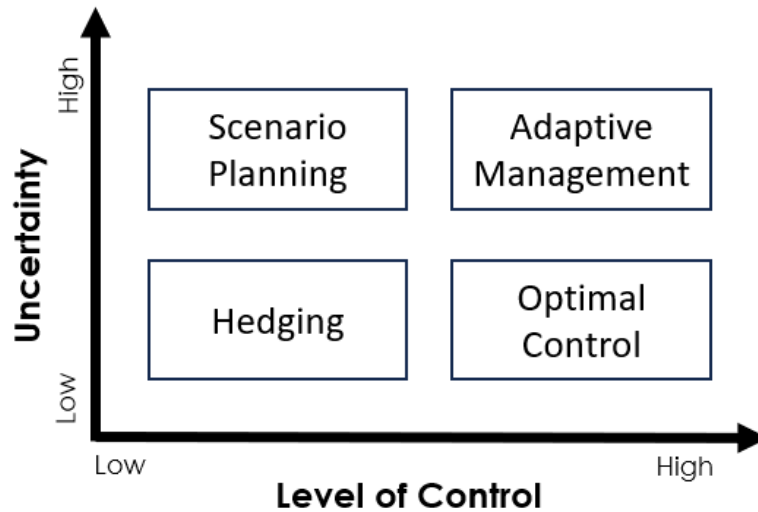 High
Uncertainty
Low
Scenario
Planning
Adaptive
Management
Hedging
Optimal
Control
Low
High
Level of Control